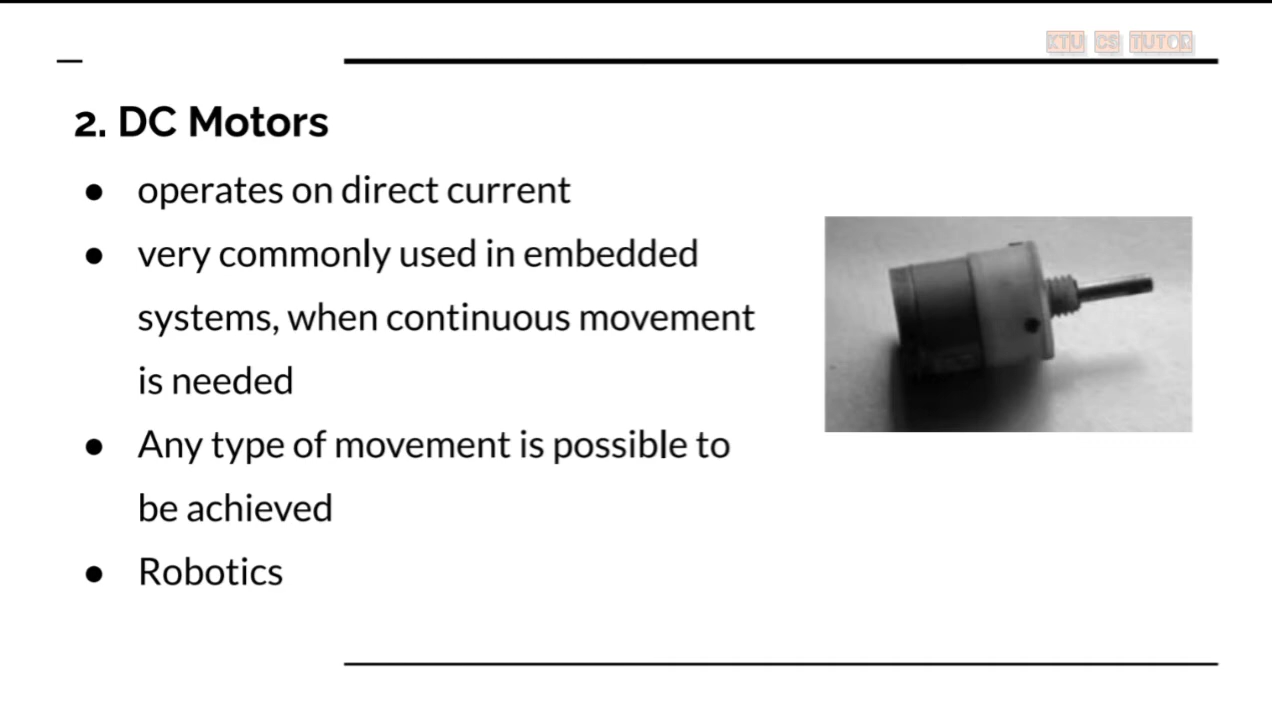 KTU CS TUTOR
2. DC Motors
● operates on direct current
● very commonly used in embedded
systems, when continuous movement
is needed
● Any type of movement is possible to
be achieved
● Robotics